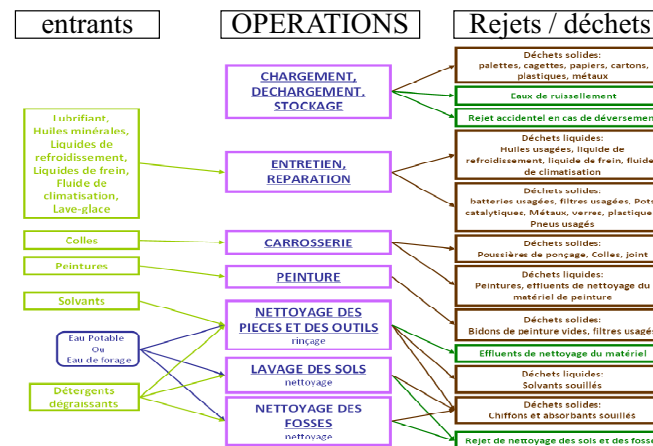 entrants
OPERATIONS
Rejets / déchets
CHARGEMENT,
DECHARGEMENT.
STOCKAGE
Déchets solides:
palettes, cagettes, papiers, cartons,
plastiques, métaux
Eaux de ruissellement
Rejet accidentel en cas de déversemen
Lubrifiant,
Huiles minérales,
Liquides de
refroidissement,
Liquides de frein,
Fluide de
climatisation,
Lave-glace
ENTRETIEN,
REPARATION
Déchets liquides:
Huiles usagées, liquide de
refroidissement, liquide de frein, fluide
de climatisation
Déchets solides:
batteries usagées, filtres usagées, Pots
catalytiques, Métaux, verres, plastique
Pneus usagés
Colles
CARROSSERIE
Déchets solides:
Poussières de ponçage, Colles, joint
Peintures
PEINTURE
Déchets liquides:
Peintures, effluents de nettoyage du
matériel de peinture
Solvants
NETTOYAGE DES
PIECES ET DES OUTILS
rinçage
Déchets solides:
Bidons de peinture vides, filtres usagés
Eau Potable
Ou
Eau de forage
Effluents de nettoyage du matériel
LAVAGE DES SOLS
nettoyage
Déchets liquides:
Solvants souillés
Détergents
dégraissants
NETTOYAGE DES
FOSSES
nettoyage
Déchets solides:
Chiffons et absorbants souillés
Rejet de nettoyage des sols et des foss